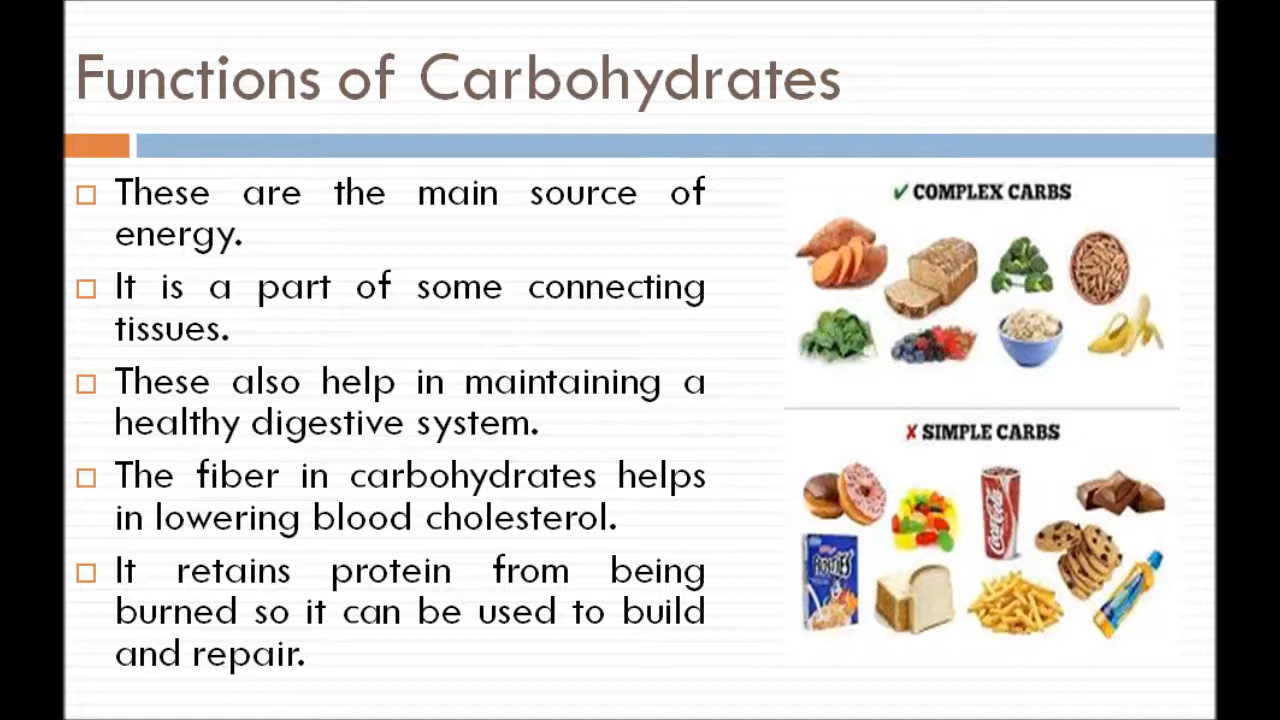 Functions of Carbohydrates
These are the main source of
energy.
It is a part of some connecting
tissues.
These also help in maintaining a
healthy digestive system.
The fiber in carbohydrates helps
in lowering blood cholesterol.
It retains protein from being
burned so it can be used to build
and repair.
✓ COMPLEX CARBS
✗ SIMPLE CARBS
Coca-Cola